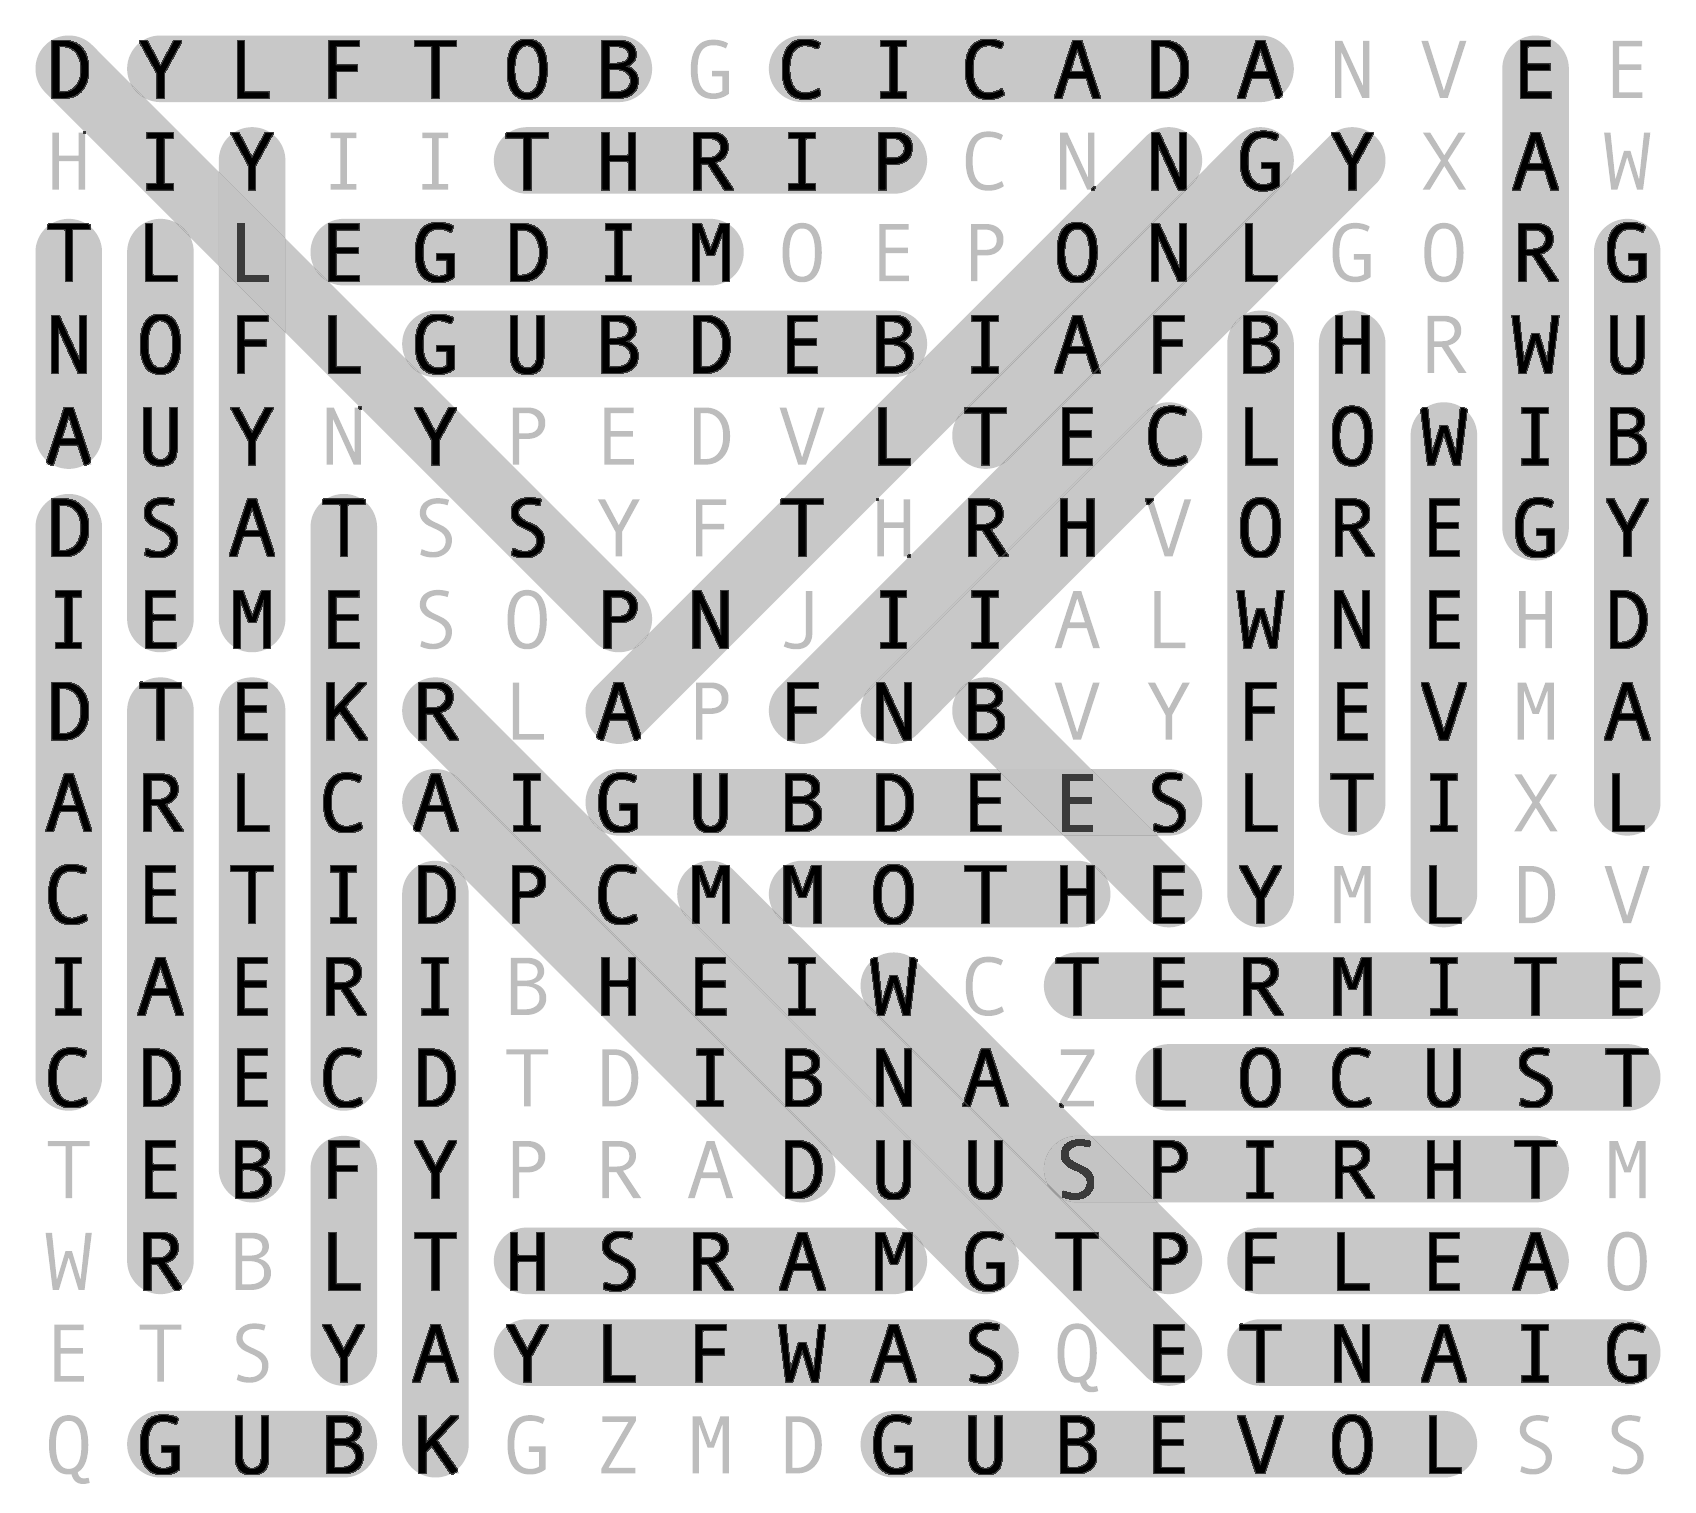 D Y L F T O B G C I C A D A N V E E
H I Y I I T H R I P C N N G Y X A W
T L L E G D I M O E P O N L G O R G
N O F L G U B D E B I A F B H R W U
A U Y N Y P E D V L T E C L O W I B
D S A T S S Y F T H R H V O R E G Y
I E M E S O P N J I I A L W N E H D
D T E K R L A P F N B V Y F E V M A
A R L C A I G U B D E E S L T I X L
C E T I D P C M M O T H E Y M L D V
I A E R I B H E I W C T E R M I T E
C D E C D T D I B N A Z L O C U S T
T E B F Y P R A D U U S P I R H T M
W R B L T H S R A M G T P F L E A O
E T S Y A Y L F W A S Q E T N A I G
Q G U B K G Z M D G U B E V O L S S